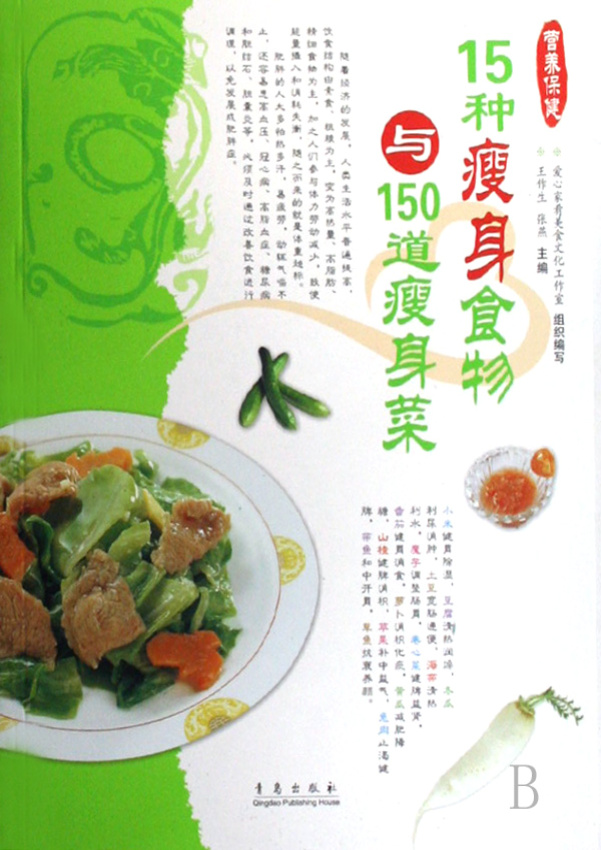 营养保健
15种瘦身食物
与
150道瘦身菜
爱心家肴美食文化工作室 组织编写
王作生 张燕 主编
随着经济的发展，人类生活水平普遍提高，
饮食结构由素食、粗粮为主，变为高热量、高脂肪、
精细食物为主，加之人们参与体力劳动减少，致使
能量摄入和消耗失衡，随之而来的就是体重超标。
肥胖的人大多怕热多汗，易疲劳，动辄气喘不
止，还容易患高血压、冠心病、高脂血症、糖尿病
和胆结石、胆囊炎等，必须及时通过改善饮食进行
调理，以免发展成肥胖症。
小米健胃除湿，豆腐清热润燥，冬瓜
利尿消肿，土豆宽肠通便，海带清热
利水，魔芋调整肠胃，卷心菜健脾益肾，
番茄健胃消食，萝卜消积化痰，黄瓜减肥降
糖，山楂健脾消积，苹果补中益气，兔肉止渴健
脾，带鱼和中开胃，草鱼祛寒养颜。
青岛出版社
Qingdao Publishing House
B